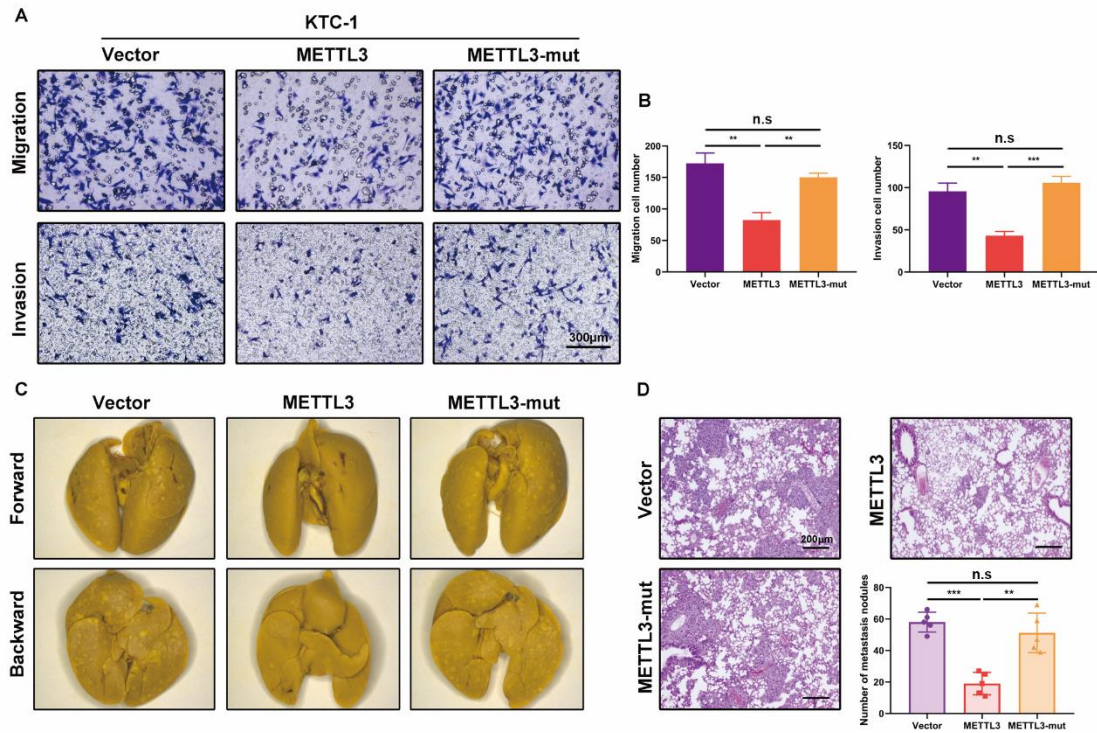 A
KTC-1
Vector
METTL3
METTL3-mut
Migration
Invasion
300μm
B
n.s
**
**
Migration cell number
200
150
100
50
0
Vector
METTL3
METTL3-mut
n.s
**
***
Invasion cell number
150
100
50
0
Vector
METTL3
METTL3-mut
C
Vector
METTL3
METTL3-mut
Forward
Backward
D
Vector
200μm
METTL3
METTL3-mut
n.s
***
**
Number of metastasis nodules
80
60
40
20
0
Vector
METTL3
METTL3-mut